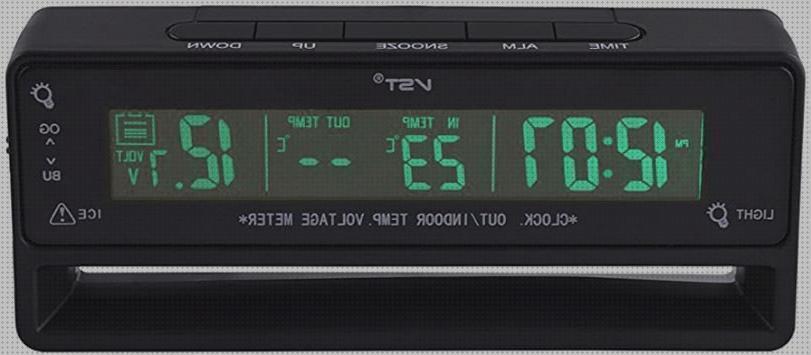 TIME ALM SNOOZE UP DOWN
VST®
PM 12:07
IN TEMP
23 °C
OUT TEMP
-- °C
12.7 VOLT V
LIGHT
OG
BU
ICE
*CLOCK. OUT/INDOOR TEMP. VOLTAGE METER*